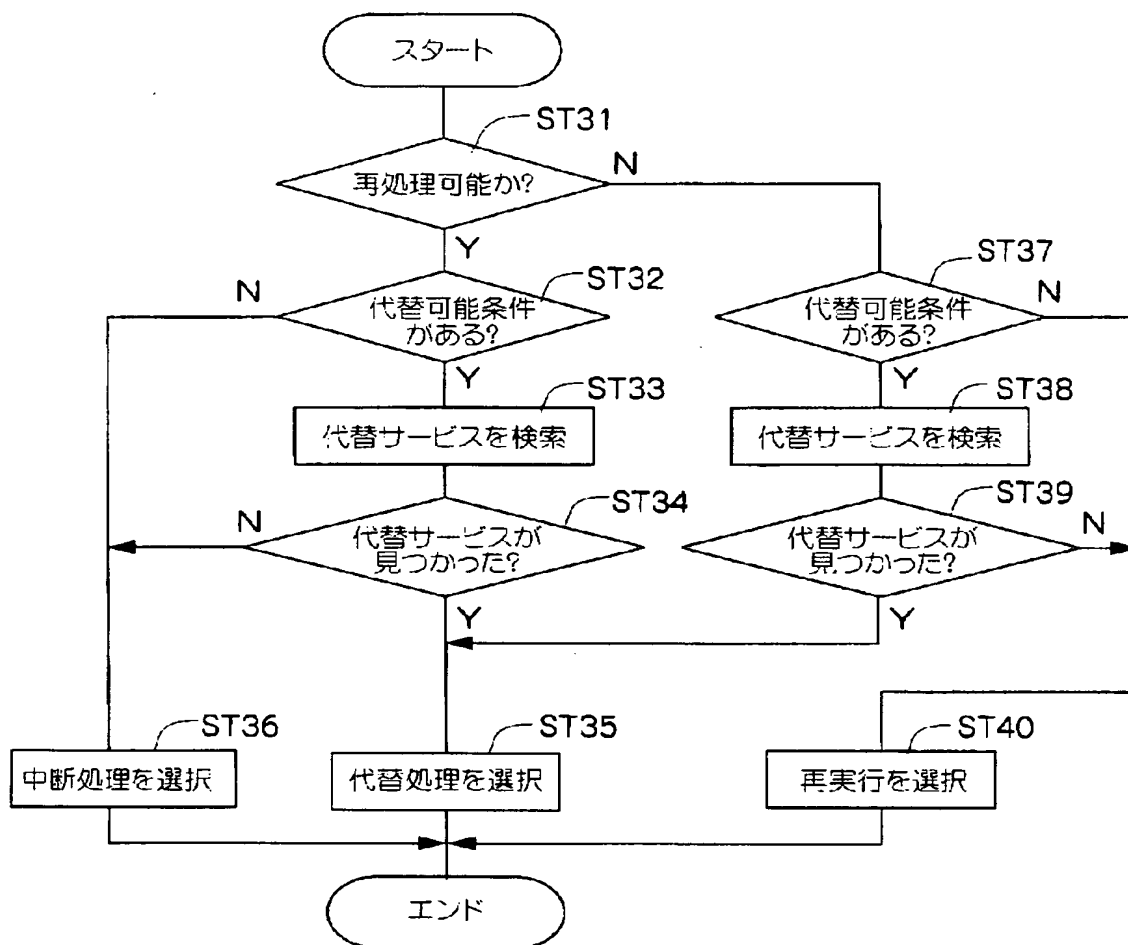 スタート
ST31
再処理可能か?
N
Y
ST32
N
代替可能条件
がある?
Y
ST33
代替サービスを検索
ST34
N
代替サービスが
見つかった?
Y
ST37
N
代替可能条件
がある?
Y
ST38
代替サービスを検索
ST39
N
代替サービスが
見つかった?
Y
ST36
中断処理を選択
ST35
代替処理を選択
ST40
再実行を選択
エンド